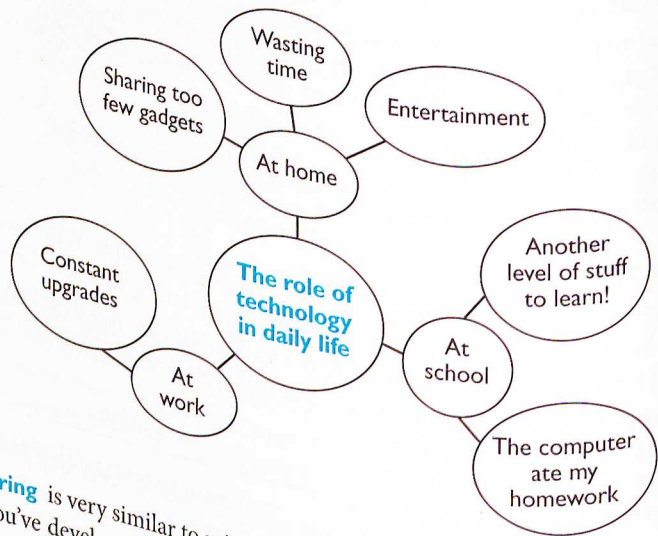 Wasting
time
Sharing too
few gadgets
Entertainment
At home
Constant
upgrades
The role of
technology
in daily life
Another
level of stuff
to learn!
At
school
At
work
The computer
ate my
homework
ring is very similar to
ou've